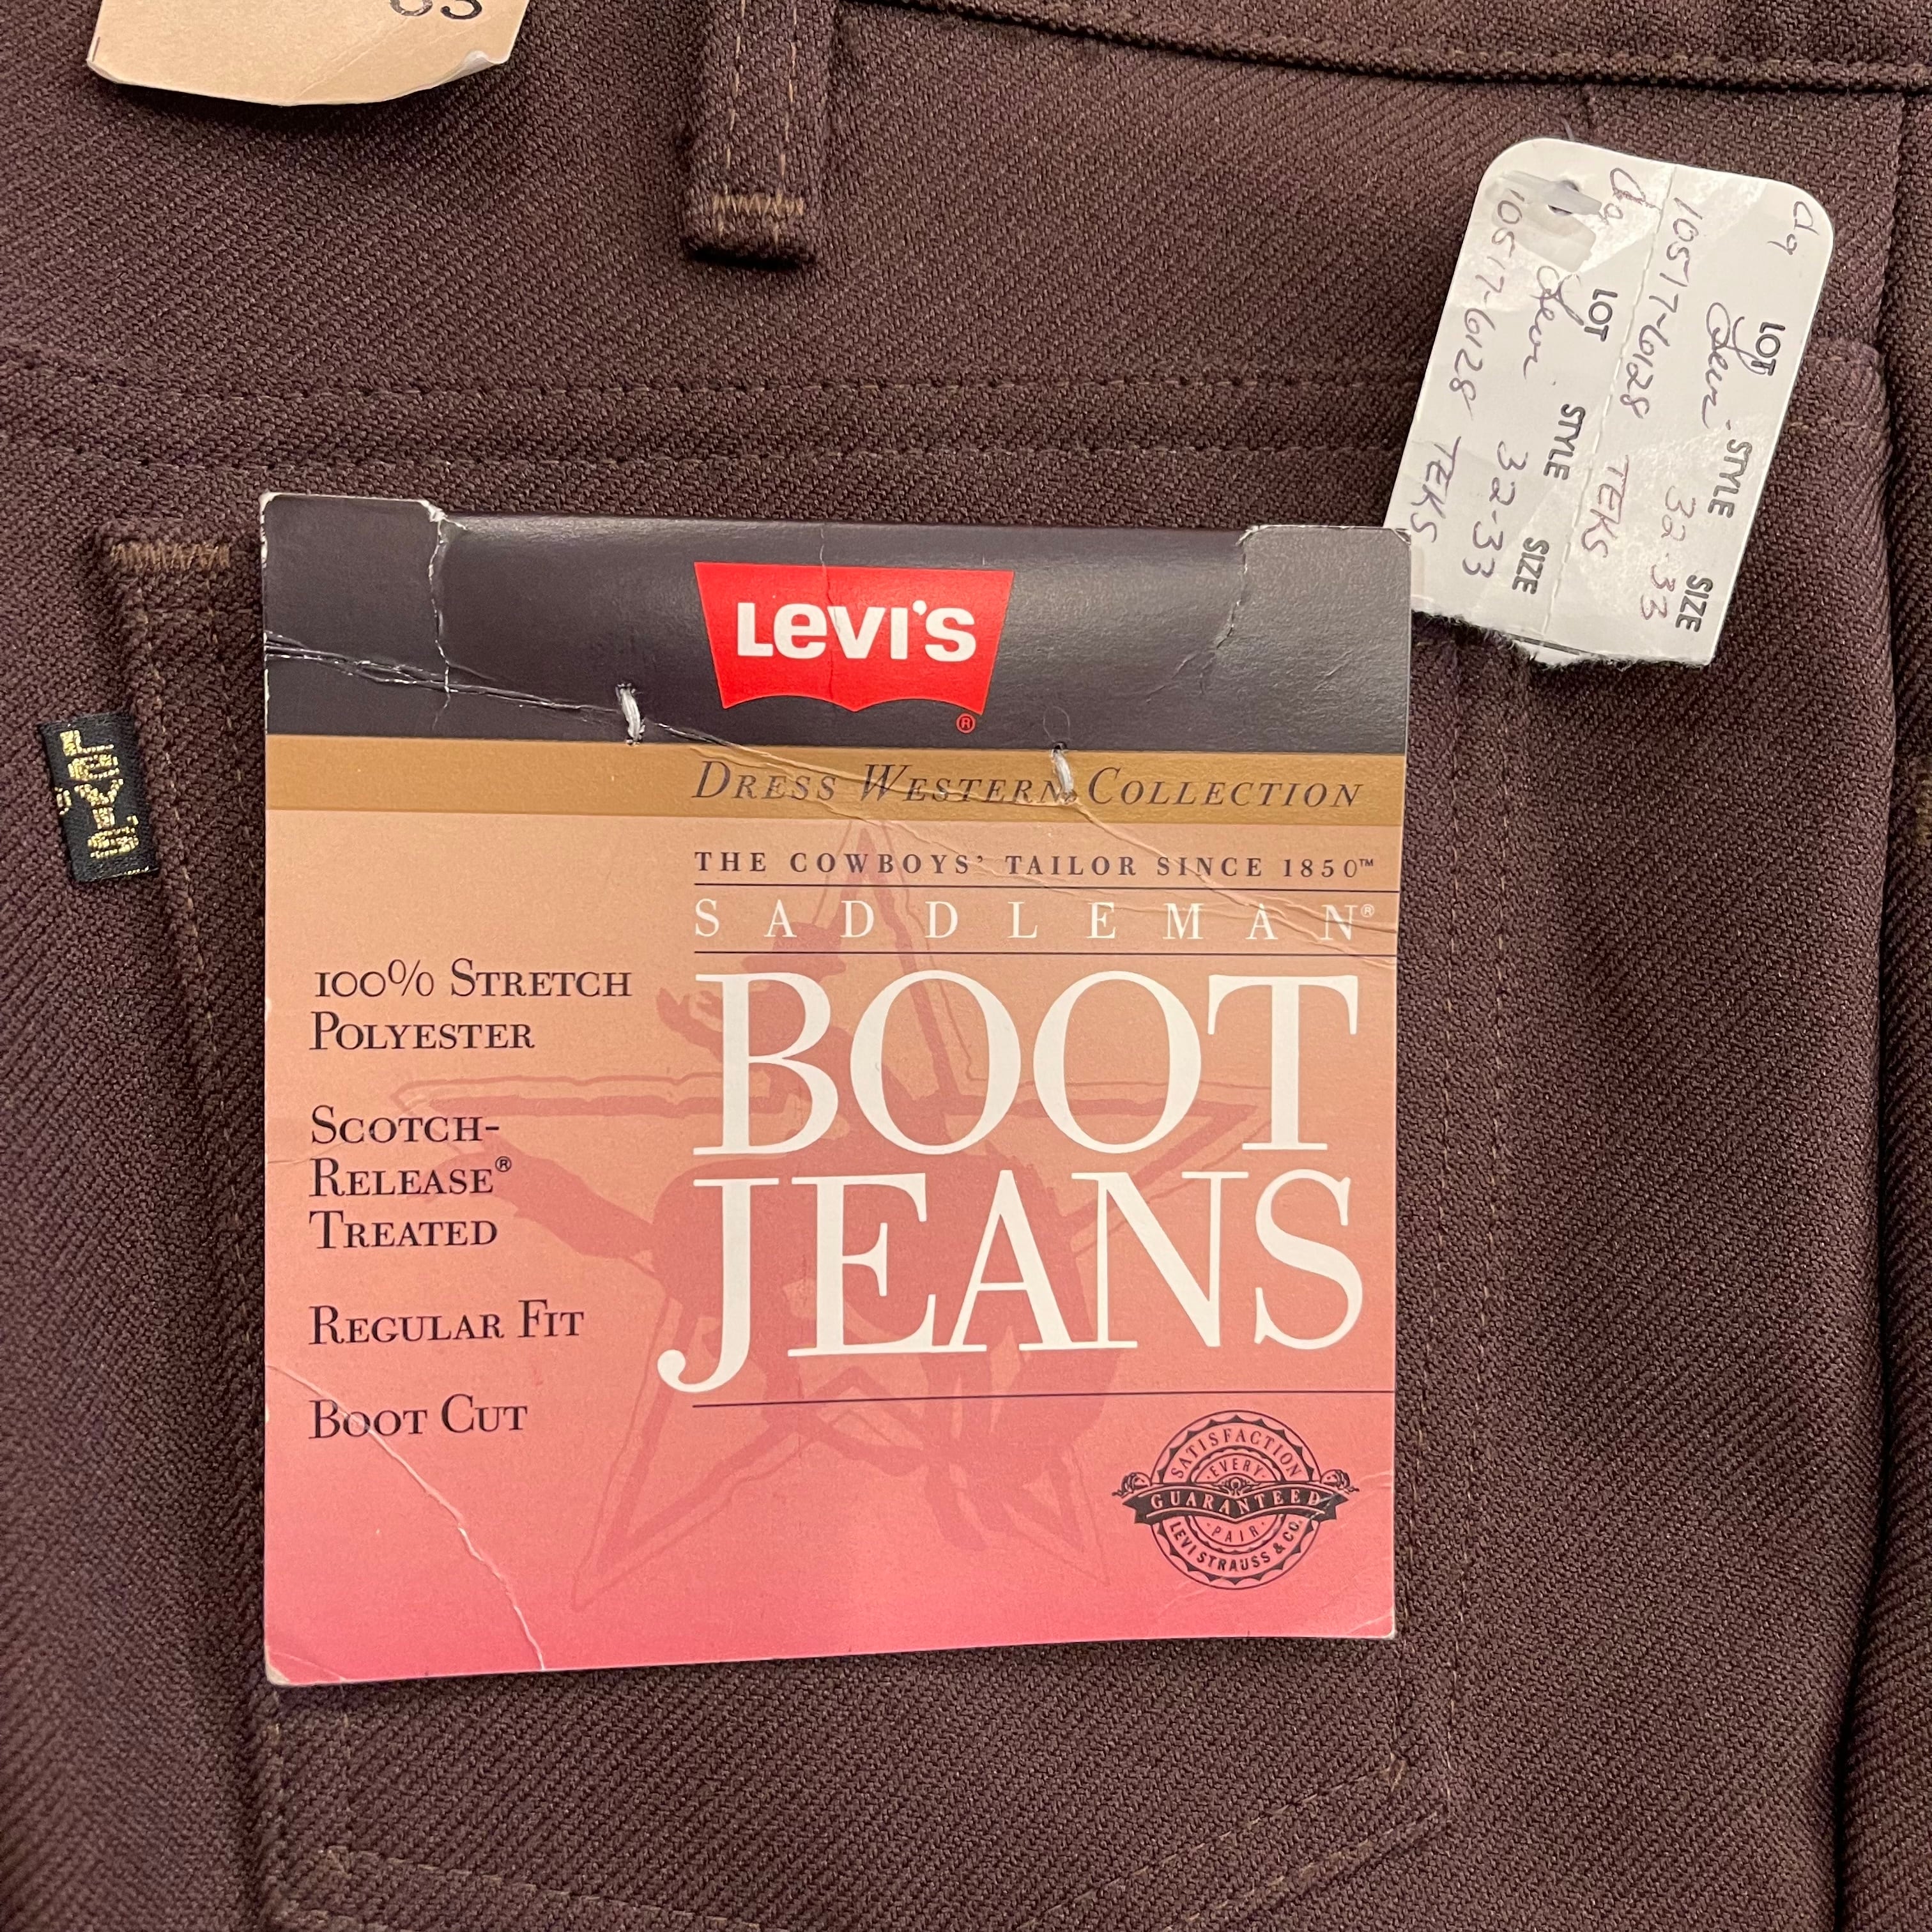 LEVI'S
LOT STYLE SIZE
Levi 32-33
10517-6128 TEKS
LOT STYLE SIZE
Levi 32-33
10517-6128 TEKS
LEVI'S®
DRESS WESTERN® COLLECTION
THE COWBOYS' TAILOR SINCE 1850™
SADDLEMAN®
BOOT
JEANS
100% STRETCH
POLYESTER
SCOTCH-
RELEASE®
TREATED
REGULAR FIT
BOOT CUT
SATISFACTION
EVERY
GUARANTEED
PAIR
LEVI STRAUSS & CO.